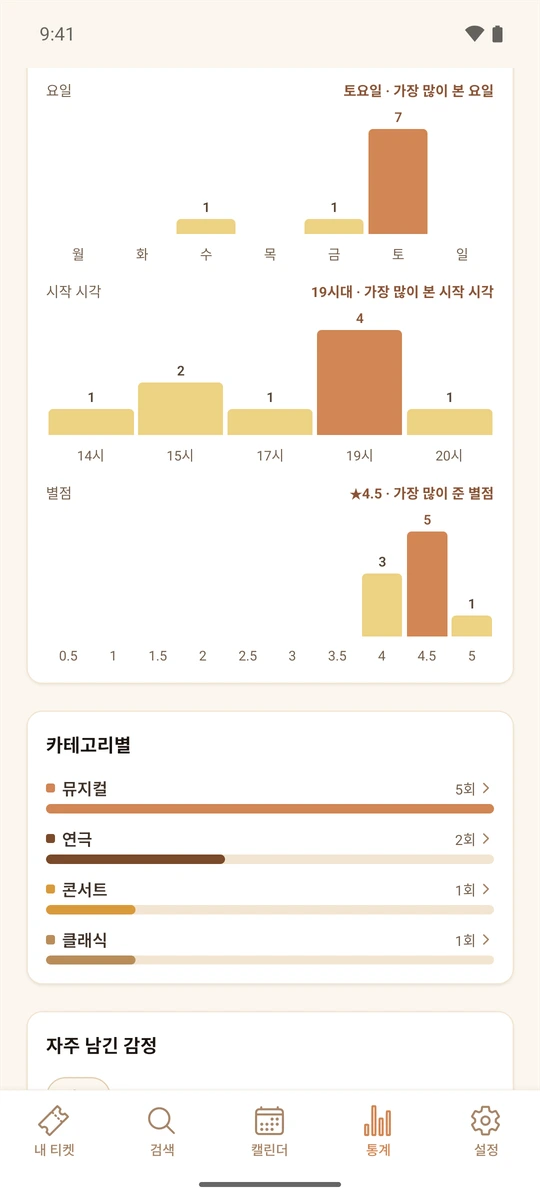 9:41
요일 토요일 · 가장 많이 본 요일
7
1 1
월 화 수 목 금 토 일
시작 시각 19시대 · 가장 많이 본 시작 시각
4
2
1 1 1
14시 15시 17시 19시 20시
별점 ★4.5 · 가장 많이 준 별점
5
3
1
0.5 1 1.5 2 2.5 3 3.5 4 4.5 5
카테고리별
뮤지컬 5회
연극 2회
콘서트 1회
클래식 1회
자주 남긴 감정
내 티켓 검색 캘린더 통계 설정